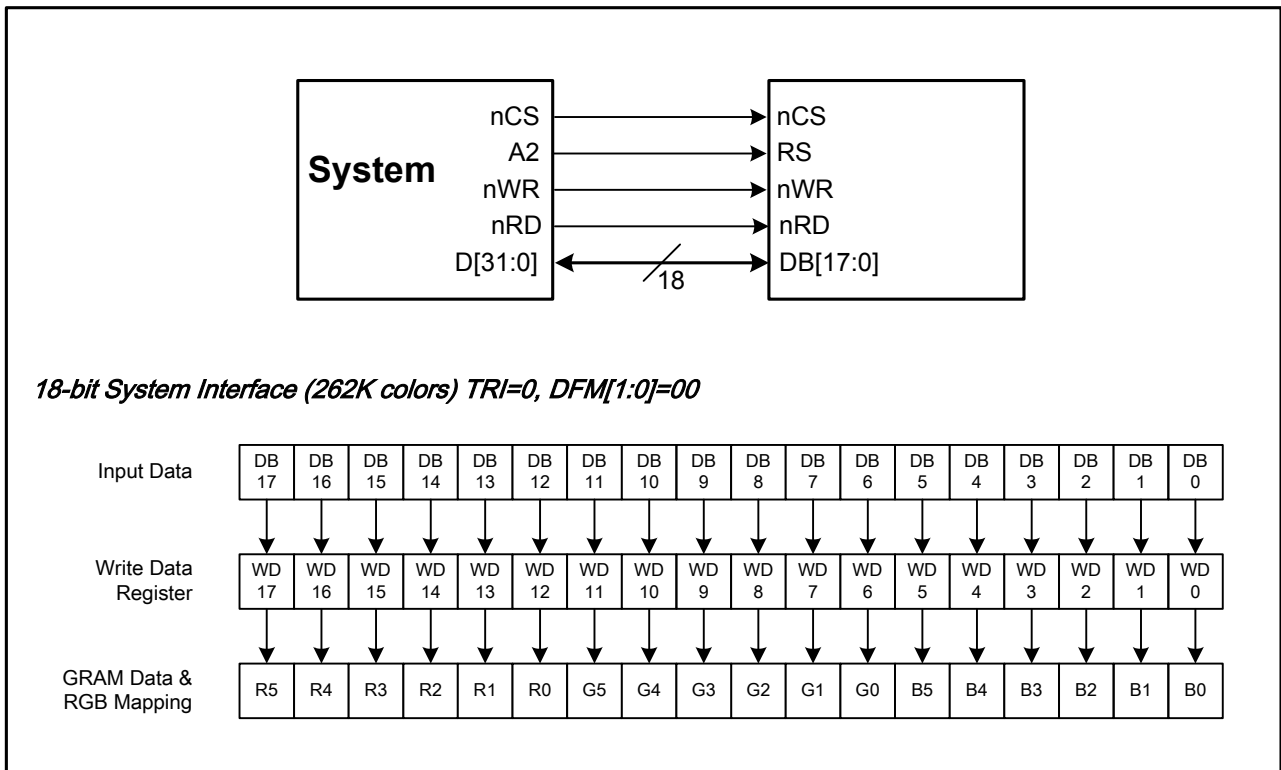 nCS nCS
System A2 RS
nWR nWR
nRD nRD
D[31:0] 18 DB[17:0]
18-bit System Interface (262K colors) TRI=0, DFM[1:0]=00
Input Data DB 17 DB 16 DB 15 DB 14 DB 13 DB 12 DB 11 DB 10 DB 9 DB 8 DB 7 DB 6 DB 5 DB 4 DB 3 DB 2 DB 1 DB 0
Write Data Register WD 17 WD 16 WD 15 WD 14 WD 13 WD 12 WD 11 WD 10 WD 9 WD 8 WD 7 WD 6 WD 5 WD 4 WD 3 WD 2 WD 1 WD 0
GRAM Data & RGB Mapping R5 R4 R3 R2 R1 R0 G5 G4 G3 G2 G1 G0 B5 B4 B3 B2 B1 B0